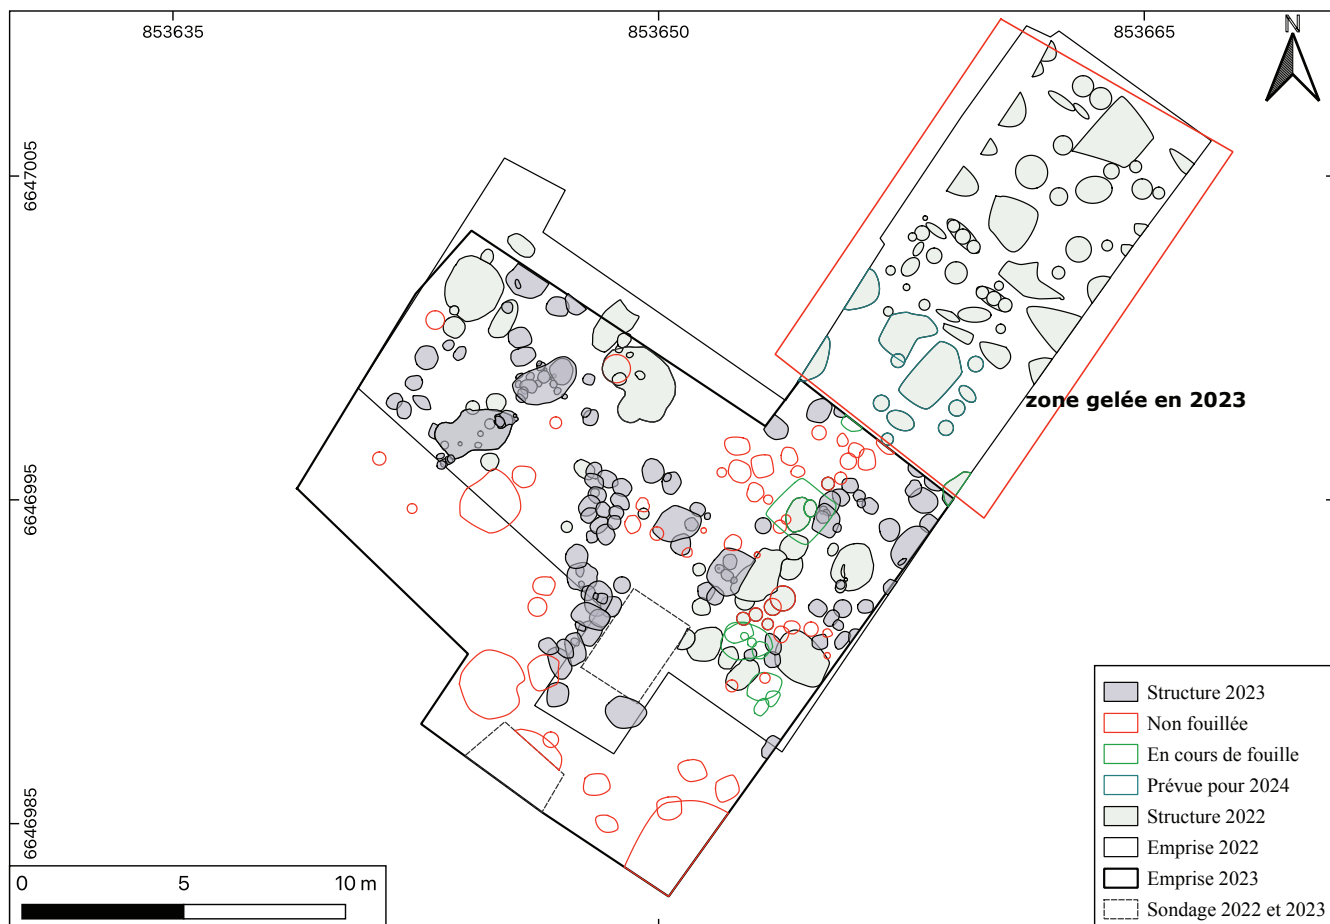 853635
853650
853665
N
6647005
6646995
6646985
zone gelée en 2023
Structure 2023
Non fouillée
En cours de fouille
Prévue pour 2024
Structure 2022
Emprise 2022
Emprise 2023
Sondage 2022 et 2023
0 5 10 m